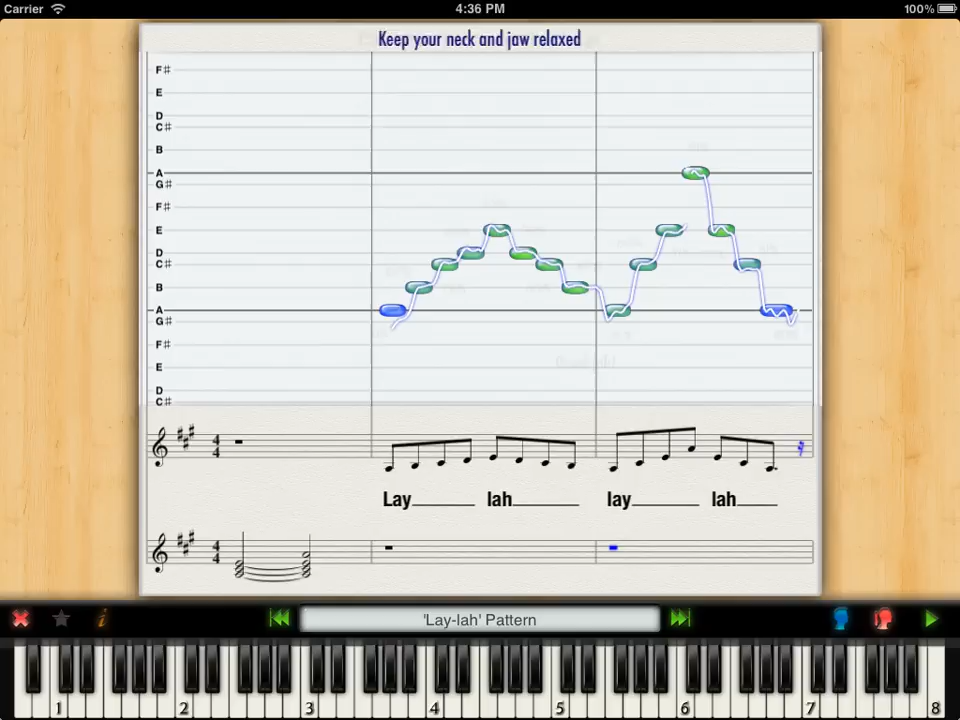 Carrier 4:36 PM 100%
Keep your neck and jaw relaxed
F#
E
D
C#
B
A
G#
F#
E
D
C#
B
A
G#
F#
E
D
C#
4
4
Lay lah lay lah
4
4
i 'Lay-lah' Pattern
1 2 3 4 5 6 7 8